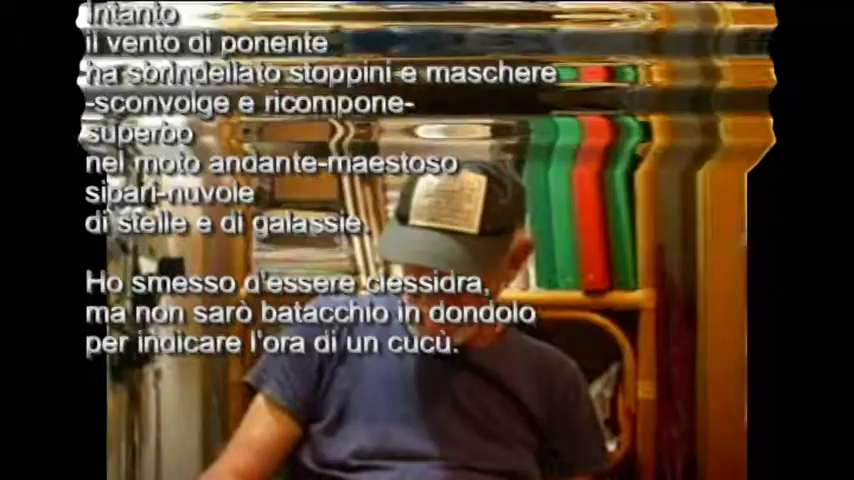 Intanto
il vento di ponente
ha sbrindellato stoppini e maschere
-sconvolge e ricompone-
superbo
nel moto andante-maestoso
sipari-nuvole
di stelle e di galassie.
Ho smesso d'essere clessidra,
ma non sarò batacchio in dondolo
per indicare l'ora di un cucù.